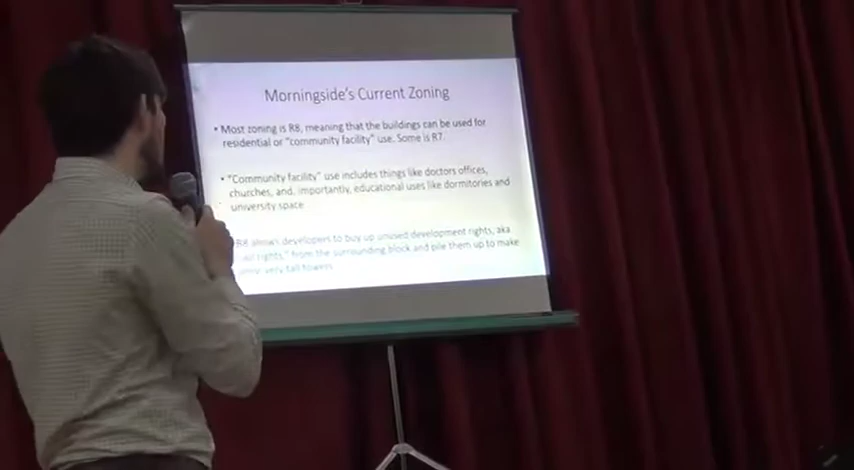 Morningside's Current Zoning
• Most zoning is R8, meaning that the buildings can be used for
residential or "community facility" use. Some is R7.
• "Community facility" use includes things like doctors offices,
churches, and, importantly, educational uses like dormitories and
university space
R8 allows developers to buy up unused development rights, aka
"air rights," from the surrounding block and pile them up to make
very tall towers